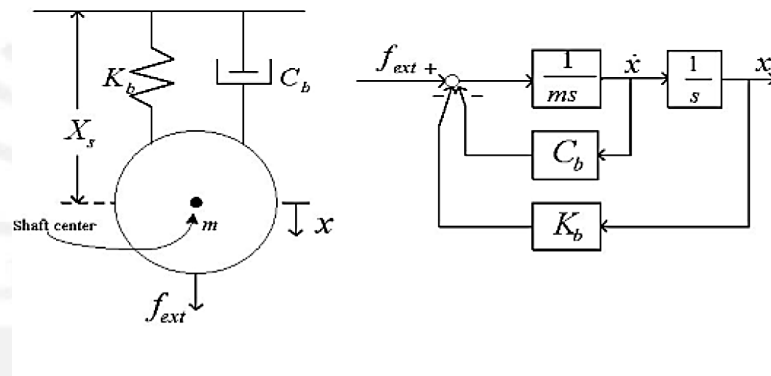 K_b
C_b
X_s
Shaft center
m
x
f_ext
f_ext +
1
ms
ẋ
1
s
x
− −
C_b
K_b